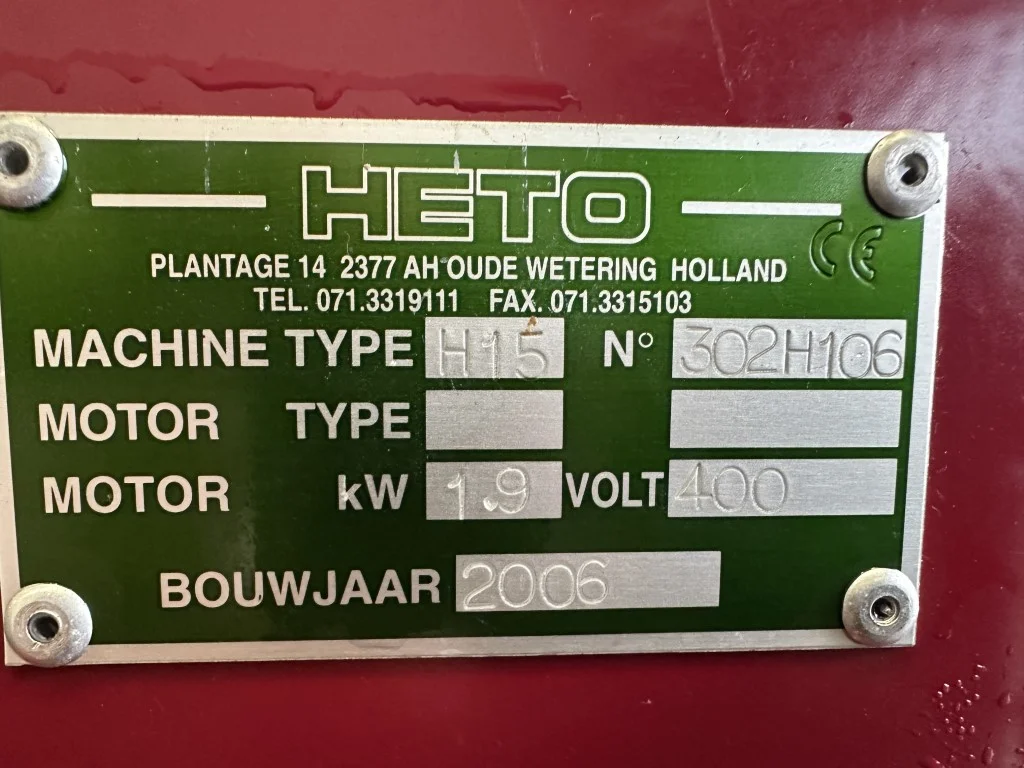 HETO
CE
PLANTAGE 14 2377 AH OUDE WETERING HOLLAND
TEL. 071.3319111 FAX. 071.3315103
MACHINE TYPE H15 N° 302H106
MOTOR TYPE
MOTOR kW 1.9 VOLT 400
BOUWJAAR 2006